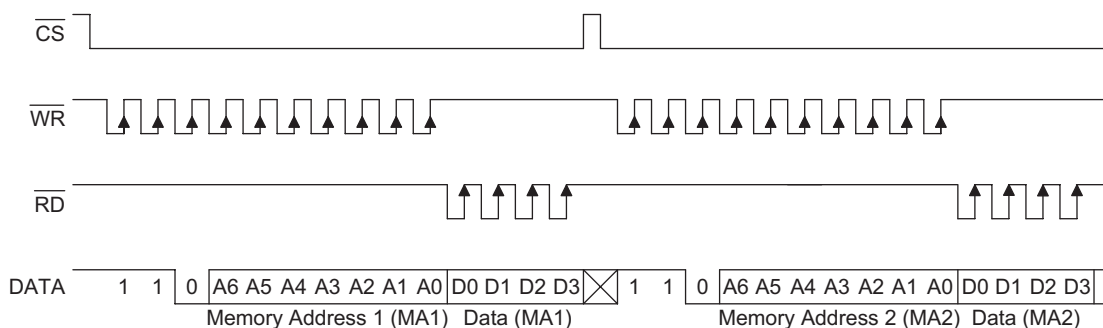 CS
WR
RD
DATA 1 1 0 A6 A5 A4 A3 A2 A1 A0 D0 D1 D2 D3 1 1 0 A6 A5 A4 A3 A2 A1 A0 D0 D1 D2 D3
Memory Address 1 (MA1) Data (MA1) Memory Address 2 (MA2) Data (MA2)